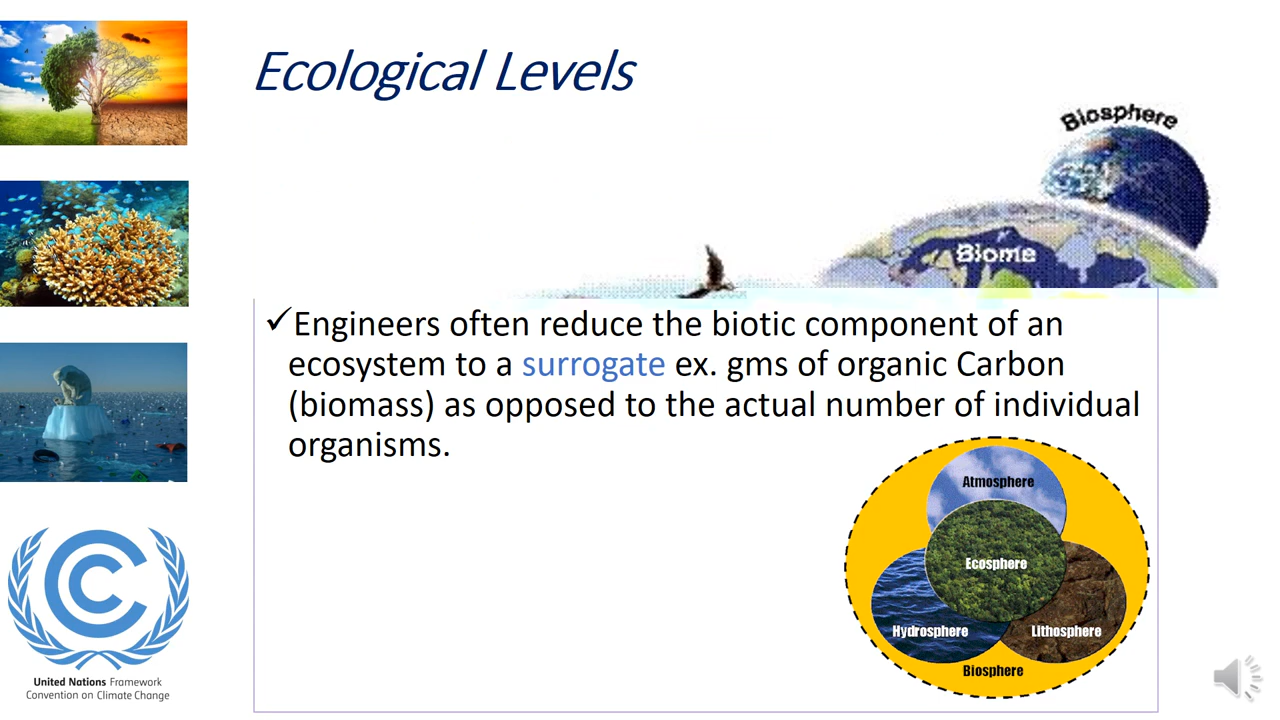 Ecological Levels
Biosphere
Biome
✓Engineers often reduce the biotic component of an
ecosystem to a surrogate ex. gms of organic Carbon
(biomass) as opposed to the actual number of individual
organisms.
Atmosphere
Ecosphere
Hydrosphere
Lithosphere
Biosphere
United Nations Framework
Convention on Climate Change